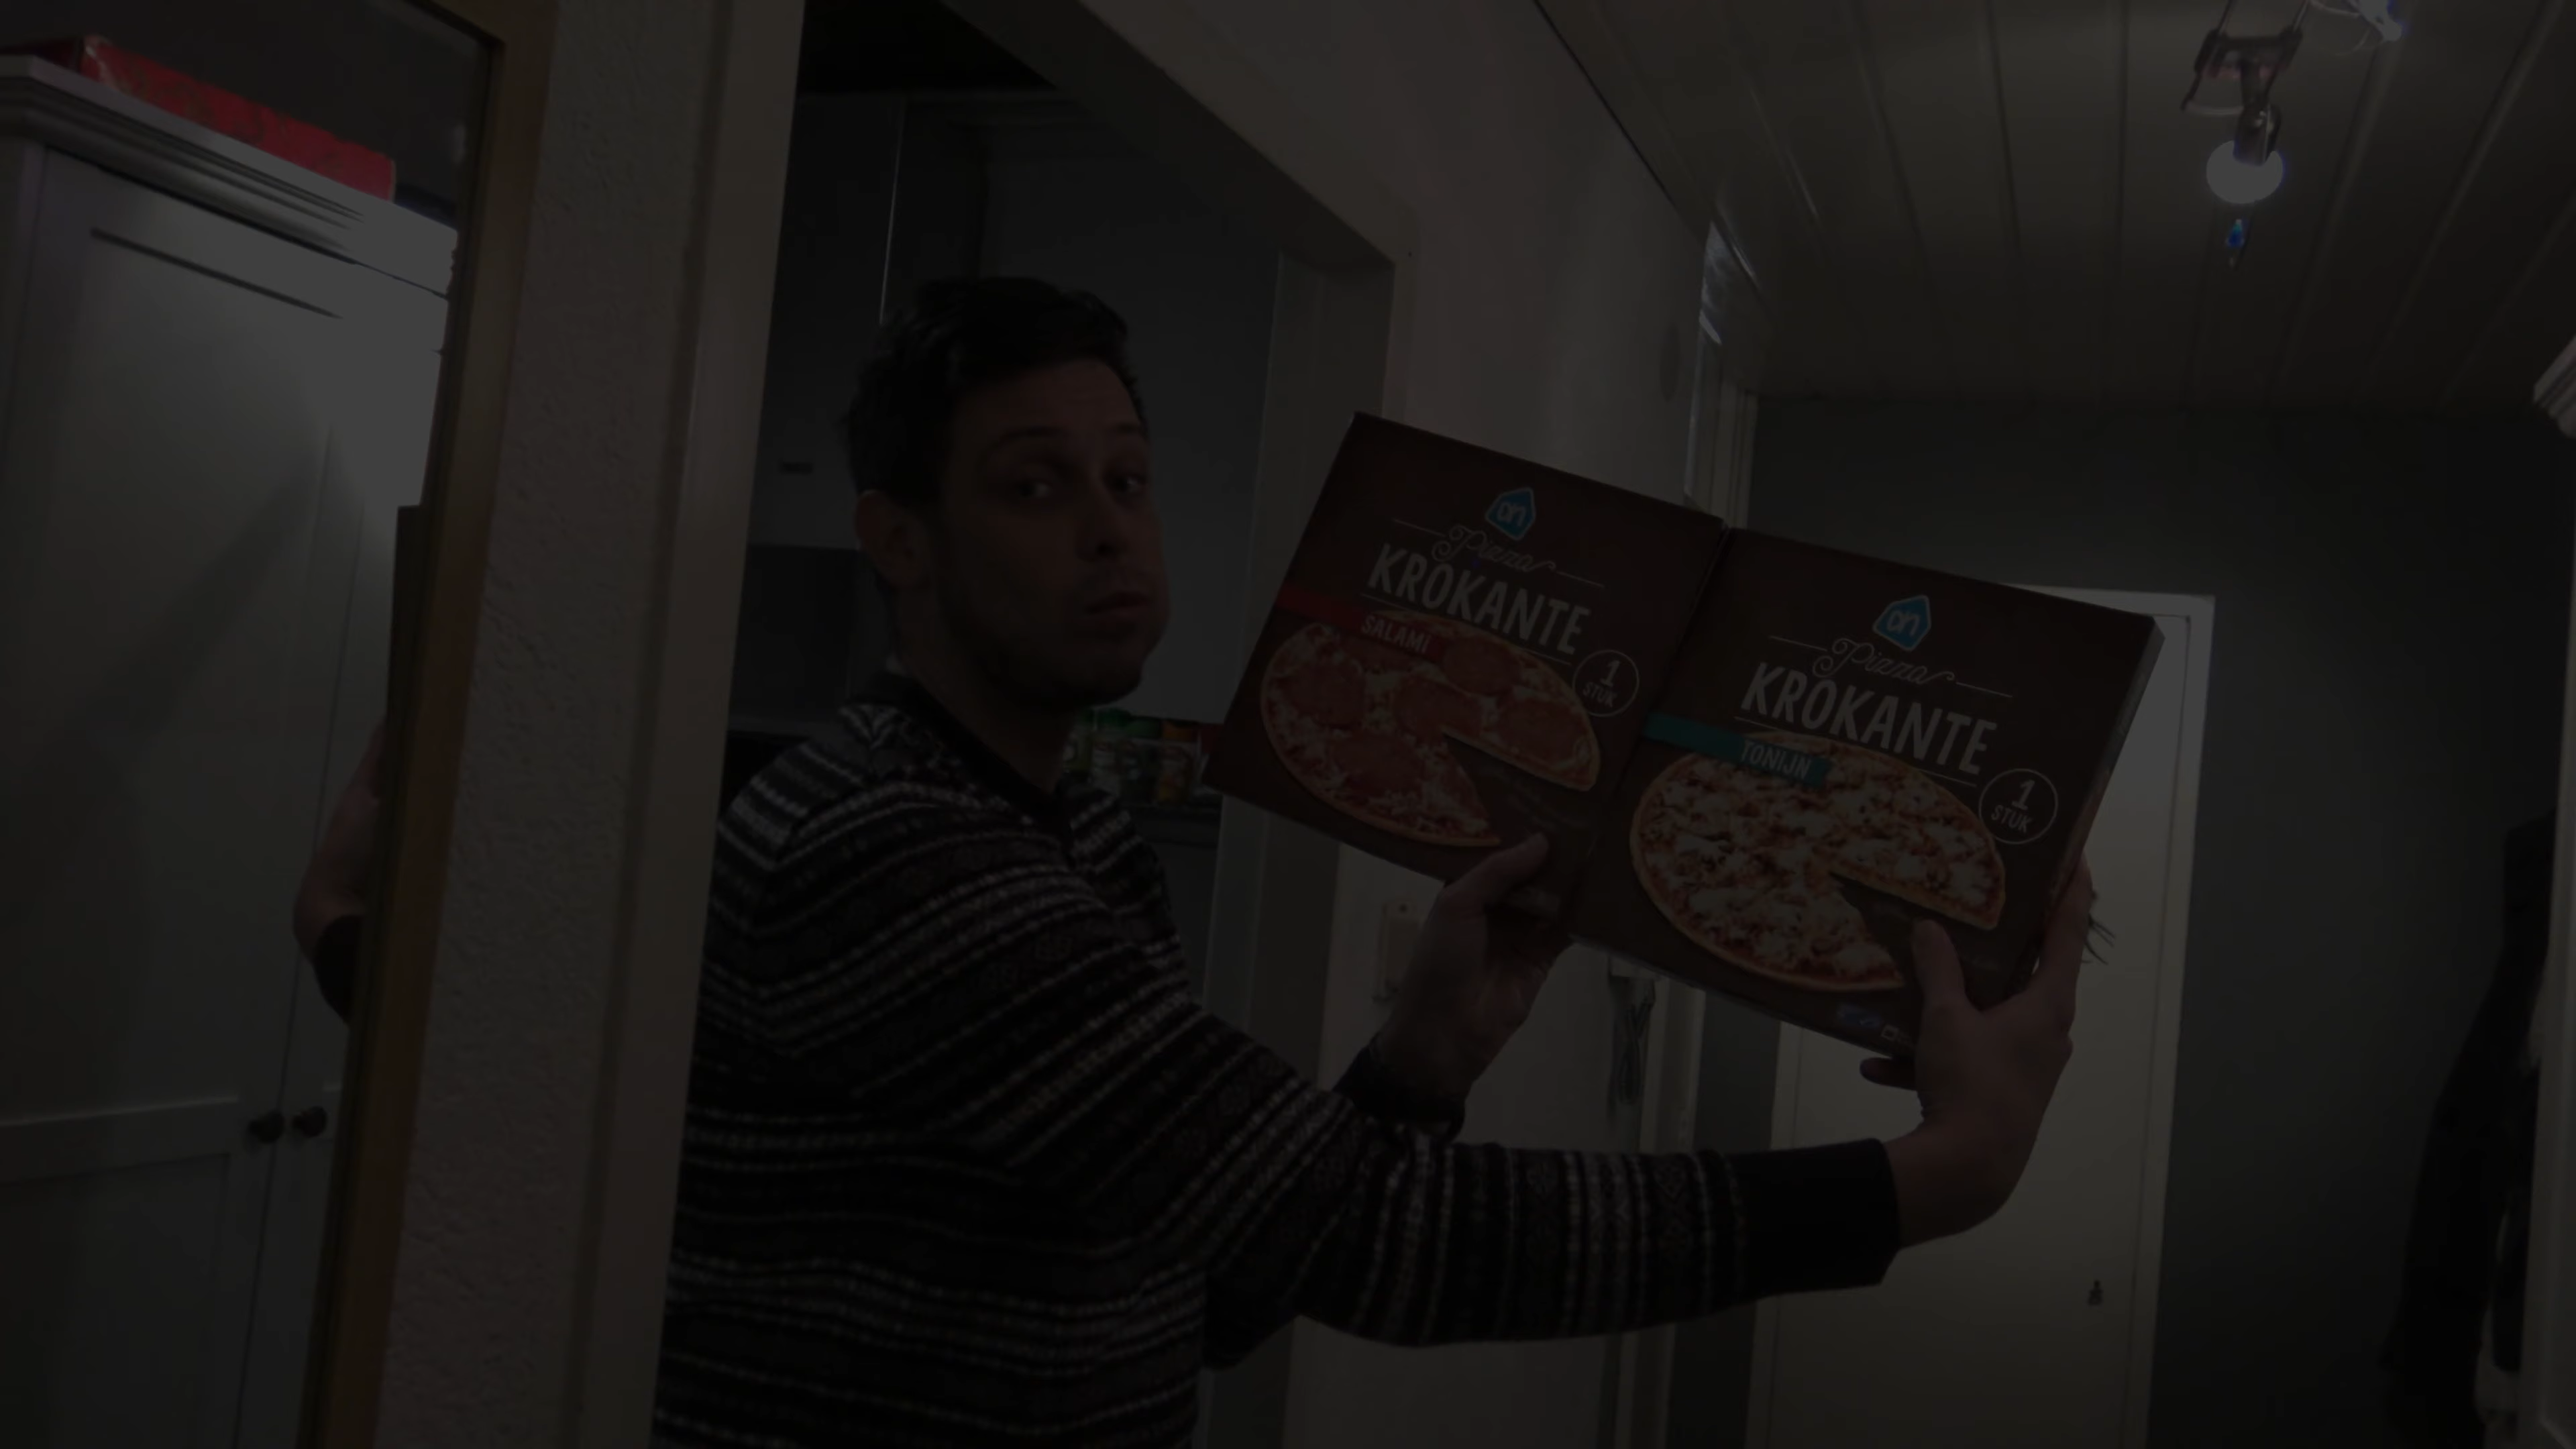 ah
Pizza
KROKANTE
SALAMI
1
STUK
ah
Pizza
KROKANTE
TONIJN
1
STUK